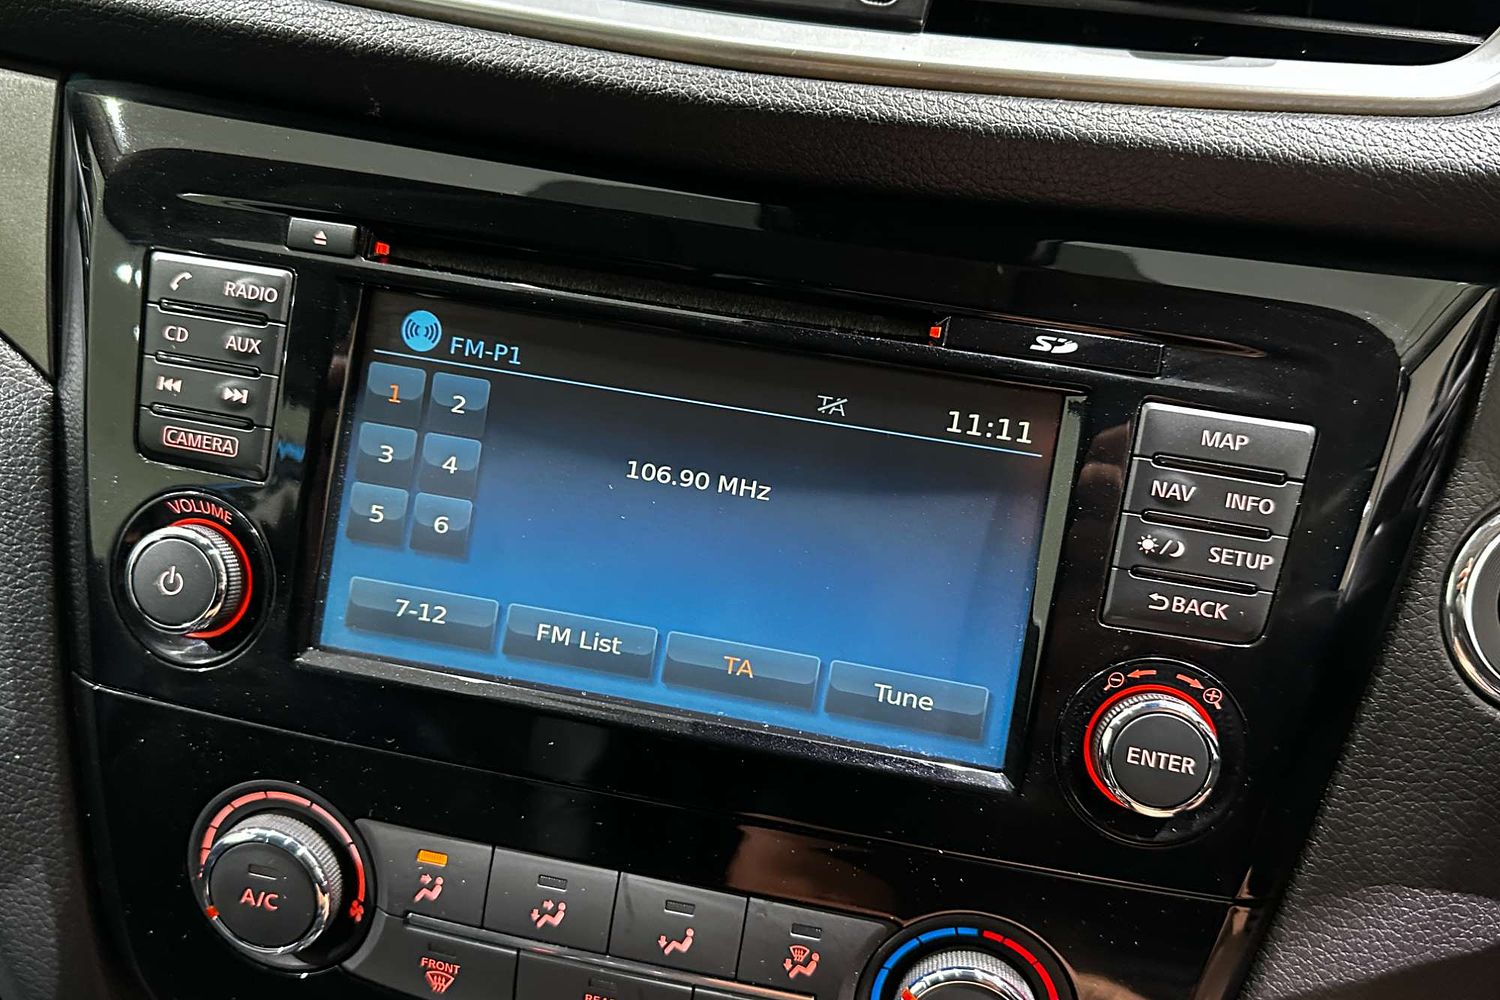 RADIO
CD AUX
CAMERA
VOLUME
SD
FM-P1
TA 11:11
1 2
3 4
5 6
106.90 MHz
7-12 FM List TA Tune
MAP
NAV INFO
SETUP
BACK
ENTER
A/C
FRONT